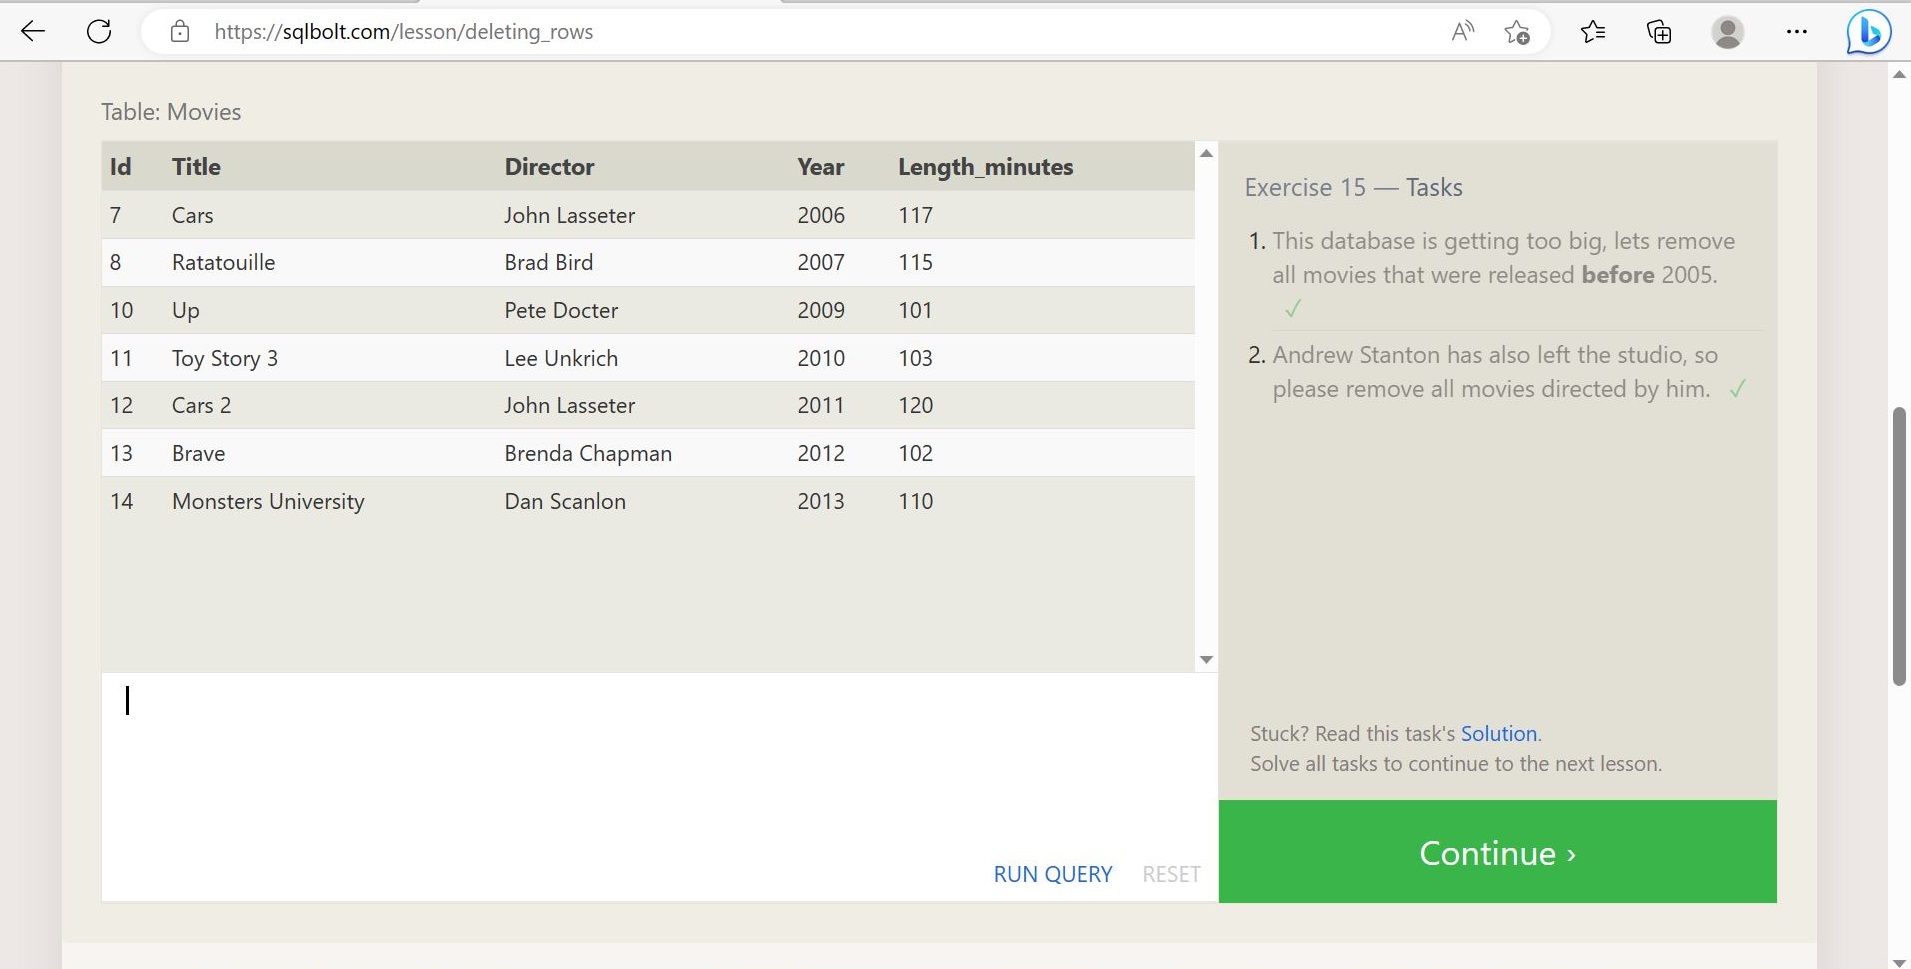 https://sqlbolt.com/lesson/deleting_rows
Table: Movies
Id Title Director Year Length_minutes
7 Cars John Lasseter 2006 117
8 Ratatouille Brad Bird 2007 115
10 Up Pete Docter 2009 101
11 Toy Story 3 Lee Unkrich 2010 103
12 Cars 2 John Lasseter 2011 120
13 Brave Brenda Chapman 2012 102
14 Monsters University Dan Scanlon 2013 110
RUN QUERY RESET
Exercise 15 — Tasks
1. This database is getting too big, lets remove
all movies that were released before 2005.
✓
2. Andrew Stanton has also left the studio, so
please remove all movies directed by him. ✓
Stuck? Read this task's Solution.
Solve all tasks to continue to the next lesson.
Continue ›